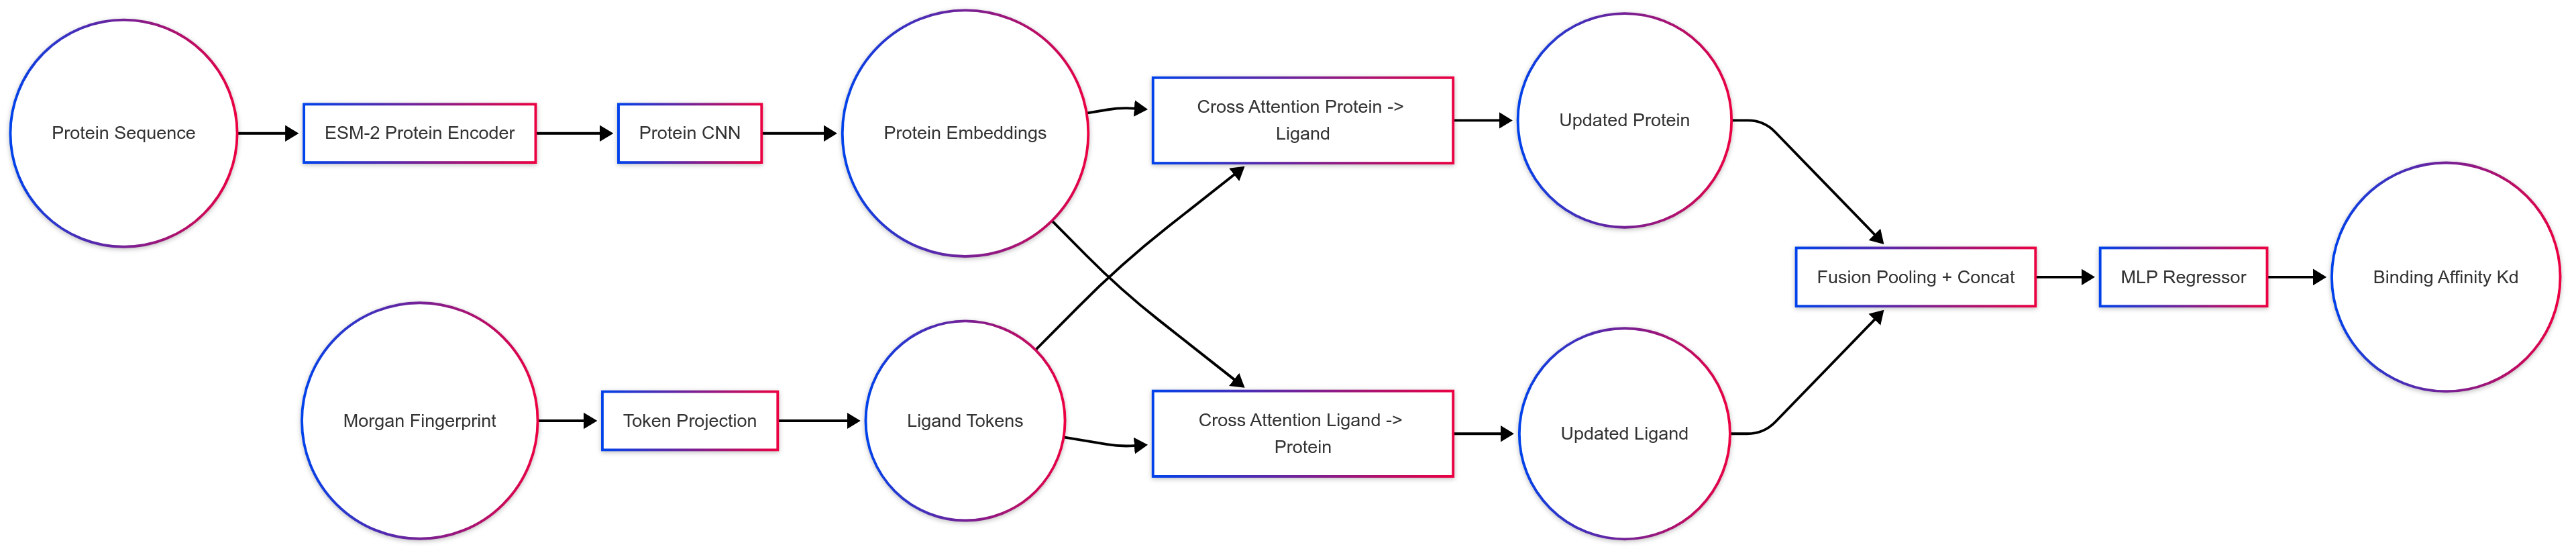 Protein Sequence
ESM-2 Protein Encoder
Protein CNN
Protein Embeddings
Cross Attention Protein ->
Ligand
Updated Protein
Morgan Fingerprint
Token Projection
Ligand Tokens
Cross Attention Ligand ->
Protein
Updated Ligand
Fusion Pooling + Concat
MLP Regressor
Binding Affinity Kd